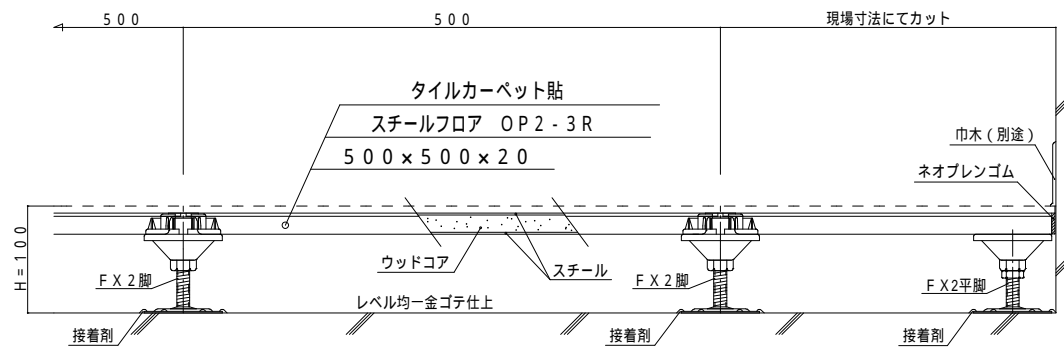 500
500
現場寸法にてカット
タイルカーペット貼
スチールフロア OP2-3R
500×500×20
巾木(別途)
ネオプレンゴム
H=100
ウッドコア
スチール
FX2脚
FX2脚
FX2平脚
レベル均一金ゴテ仕上
接着剤
接着剤
接着剤